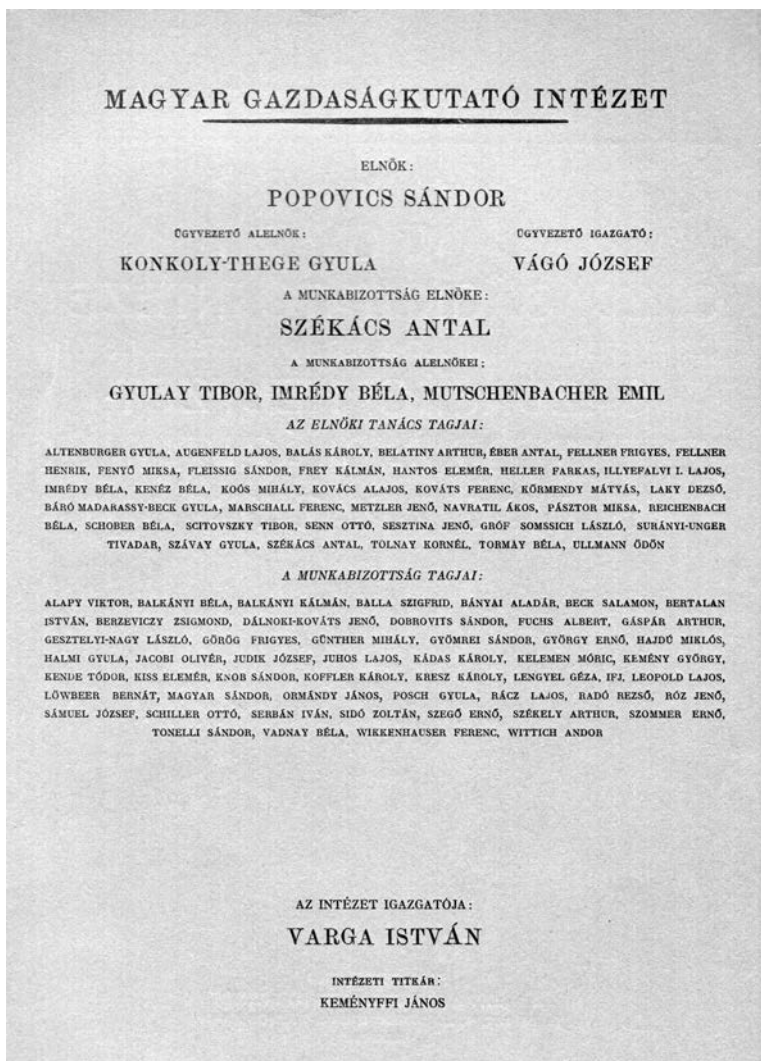 MAGYAR GAZDASÁGKUTATÓ INTÉZET
ELNÖK:
POPOVICS SÁNDOR
ÜGYVEZETŐ ALELNÖK:
KONKOLY-THEGE GYULA
ÜGYVEZETŐ IGAZGATÓ:
VÁGÓ JÓZSEF
A MUNKABIZOTTSÁG ELNÖKE:
SZÉKÁCS ANTAL
A MUNKABIZOTTSÁG ALELNÖKEI:
GYULAY TIBOR, IMRÉDY BÉLA, MUTSCHENBACHER EMIL
AZ ELNÖKI TANÁCS TAGJAI:
ALTENBURGER GYULA, AUGENFELD LAJOS, BALÁS KÁROLY, BELATINY ARTHUR, ÉBER ANTAL, FELLNER FRIGYES, FELLNER
HENRIK, FENYŐ MIKSA, FLEISSIG SÁNDOR, FREY KÁLMÁN, HANTOS ELEMÉR, HELLER FARKAS, ILLYEFALVI I. LAJOS,
IMRÉDY BÉLA, KENÉZ BÉLA, KOÓS MIHÁLY, KOVÁCS ALAJOS, KOVÁTS FERENC, KÖRMENDY MÁTYÁS, LAKY DEZSŐ,
BÁRÓ MADARASSY-BECK GYULA, MARSCHALL FERENC, METZLER JENŐ, NAVRATIL ÁKOS, PÁSZTOR MIKSA, REICHENBACH
BÉLA, SCHOBER BÉLA, SCITOVSZKY TIBOR, SENN OTTÓ, SESZTINA JENŐ, GRÓF SOMSSICH LÁSZLÓ, SURÁNYI-UNGER
TIVADAR, SZÁVAY GYULA, SZÉKÁCS ANTAL, TOLNAY KORNÉL, TORMAY BÉLA, ULLMANN ÖDÖN
A MUNKABIZOTTSÁG TAGJAI:
ALAPY VIKTOR, BALKÁNYI BÉLA, BALKÁNYI KÁLMÁN, BALLA SZIGFRID, BÁNYAI ALADÁR, BECK SALAMON, BERTALAN
ISTVÁN, BERZEVICZY ZSIGMOND, DÁLNOKI-KOVÁTS JENŐ, DOBROVITS SÁNDOR, FUCHS ALBERT, GÁSPÁR ARTHUR,
GESZTELYI-NAGY LÁSZLÓ, GÖRÖG FRIGYES, GÜNTHER MIHÁLY, GYÖMREI SÁNDOR, GYÖRGY ERNŐ, HAJDÚ MIKLÓS,
HALMI GYULA, JACOBI OLIVÉR, JUDIK JÓZSEF, JUHOS LAJOS, KÁDAS KÁROLY, KELEMEN MÓRIC, KEMÉNY GYÖRGY,
KENDE TÓDOR, KISS ELEMÉR, KNOB SÁNDOR, KOFFLER KÁROLY, KRESZ KÁROLY, LENGYEL GÉZA, IFJ. LEOPOLD LAJOS,
LÖWBEER BERNÁT, MAGYAR SÁNDOR, ORMÁNDY JÁNOS, POSCH GYULA, RÁCZ LAJOS, RADÓ REZSŐ, RÓZ JENŐ,
SÁMUEL JÓZSEF, SCHILLER OTTÓ, SERBÁN IVÁN, SIDÓ ZOLTÁN, SZEGŐ ERNŐ, SZÉKELY ARTHUR, SZOMMER ERNŐ,
TONELLI SÁNDOR, VADNAY BÉLA, WIKKENHAUSER FERENC, WITTICH ANDOR
AZ INTÉZET IGAZGATÓJA:
VARGA ISTVÁN
INTÉZETI TITKÁR:
KEMÉNYFFI JÁNOS